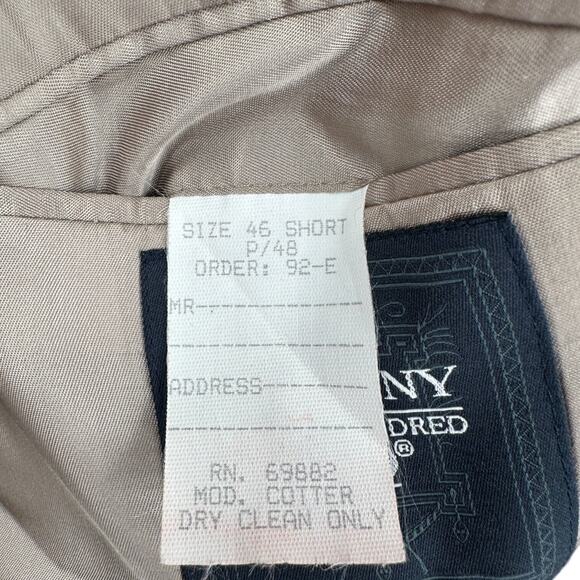 SIZE 46 SHORT
P/48
ORDER: 92-E
MR
ADDRESS
RN. 69882
MOD. COTTER
DRY CLEAN ONLY
NY
DRED
®